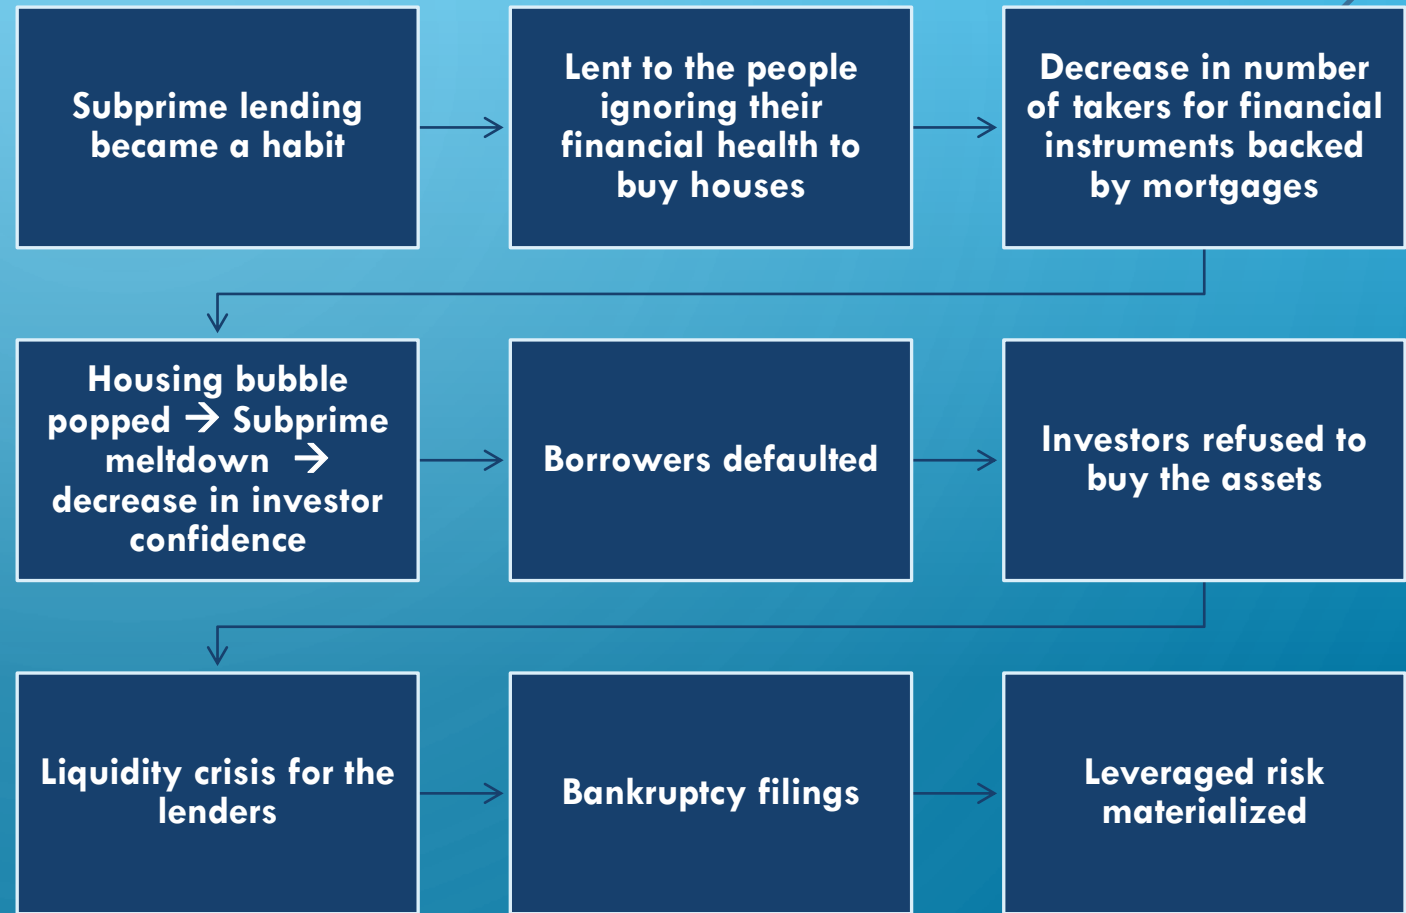 Subprime lending
became a habit
Lent to the people
ignoring their
financial health to
buy houses
Decrease in number
of takers for financial
instruments backed
by mortgages
Housing bubble
popped → Subprime
meltdown →
decrease in investor
confidence
Borrowers defaulted
Investors refused to
buy the assets
Liquidity crisis for the
lenders
Bankruptcy filings
Leveraged risk
materialized